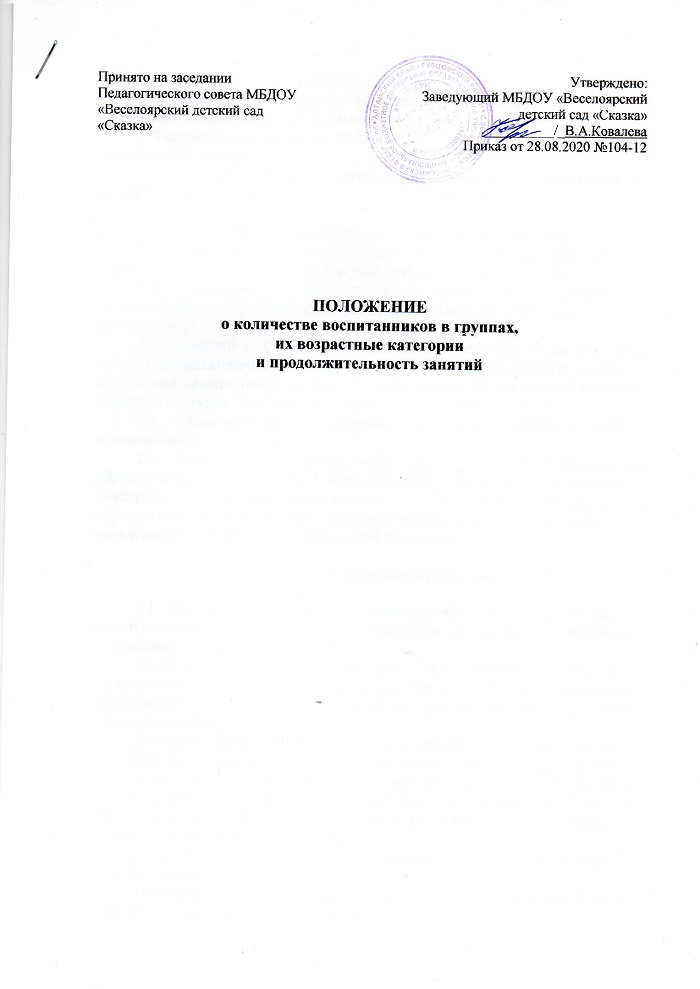 Принято на заседании
Педагогического совета МБДОУ
«Веселоярский детский сад
«Сказка»
Утверждено:
Заведующий МБДОУ «Веселоярский
детский сад «Сказка»
/ В.А.Ковалева
Приказ от 28.08.2020 №104-12
ПОЛОЖЕНИЕ
о количестве воспитанников в группах,
их возрастные категории
и продолжительность занятий